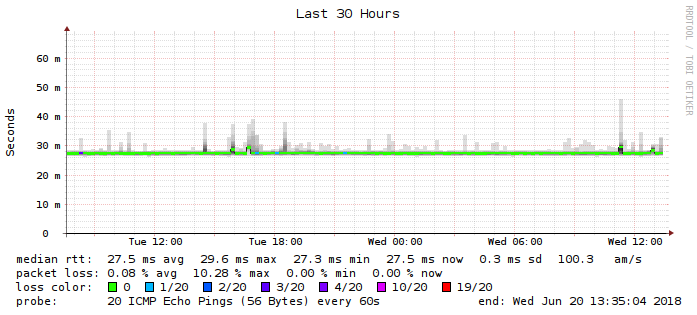 Last 30 Hours
RRDTOOL / TOBI OETIKER
Seconds
60 m
50 m
40 m
30 m
20 m
10 m
0
Tue 12:00 Tue 18:00 Wed 00:00 Wed 06:00 Wed 12:00
median rtt: 27.5 ms avg 29.6 ms max 27.3 ms min 27.5 ms now 0.3 ms sd 100.3 am/s
packet loss: 0.08 % avg 10.28 % max 0.00 % min 0.00 % now
loss color: 0 1/20 2/20 3/20 4/20 10/20 19/20
probe: 20 ICMP Echo Pings (56 Bytes) every 60s end: Wed Jun 20 13:35:04 2018